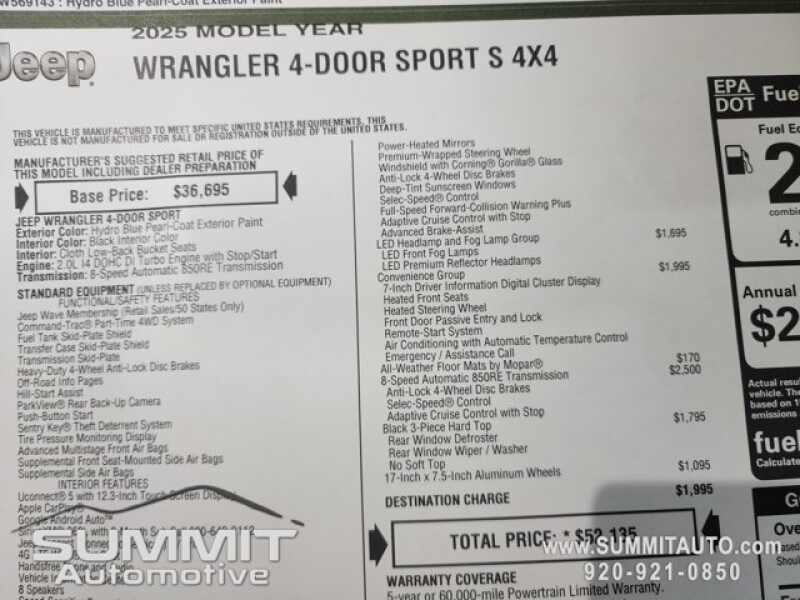 W569143 : Hydro Blue Pearl-Coat Exterior Paint
Jeep
2025 MODEL YEAR
WRANGLER 4-DOOR SPORT S 4X4
THIS VEHICLE IS MANUFACTURED TO MEET SPECIFIC UNITED STATES REQUIREMENTS. THIS
VEHICLE IS NOT MANUFACTURED FOR SALE OR REGISTRATION OUTSIDE OF THE UNITED STATES.
MANUFACTURER'S SUGGESTED RETAIL PRICE OF
THIS MODEL INCLUDING DEALER PREPARATION
Base Price: $36,695
JEEP WRANGLER 4-DOOR SPORT
Exterior Color: Hydro Blue Pearl-Coat Exterior Paint
Interior Color: Black Interior Color
Interior: Cloth Low-Back Bucket Seats
Engine: 2.0L I4 DOHC DI Turbo Engine with Stop/Start
Transmission: 8-Speed Automatic 850RE Transmission
STANDARD EQUIPMENT (UNLESS REPLACED BY OPTIONAL EQUIPMENT)
FUNCTIONAL/SAFETY FEATURES
Jeep Wave Membership (Retail Sales/50 States Only)
Command-Trac® Part-Time 4WD System
Fuel Tank Skid-Plate Shield
Transfer Case Skid-Plate Shield
Transmission Skid-Plate
Heavy-Duty 4-Wheel Anti-Lock Disc Brakes
Off-Road Info Pages
Hill-Start Assist
ParkView® Rear Back-Up Camera
Push-Button Start
Sentry Key® Theft Deterrent System
Tire Pressure Monitoring Display
Advanced Multistage Front Air Bags
Supplemental Front Seat-Mounted Side Air Bags
Supplemental Side Air Bags
INTERIOR FEATURES
Uconnect® 5 with 12.3-Inch Touch Screen Display
Apple CarPlay®
Google Android Auto™
8 Speakers
Power-Heated Mirrors
Premium-Wrapped Steering Wheel
Windshield with Corning® Gorilla® Glass
Anti-Lock 4-Wheel Disc Brakes
Deep-Tint Sunscreen Windows
Selec-Speed® Control
Full-Speed Forward-Collision Warning Plus
Adaptive Cruise Control with Stop
Advanced Brake-Assist
LED Headlamp and Fog Lamp Group $1,695
LED Front Fog Lamps
LED Premium Reflector Headlamps
Convenience Group $1,995
7-Inch Driver Information Digital Cluster Display
Heated Front Seats
Heated Steering Wheel
Front Door Passive Entry and Lock
Remote-Start System
Air Conditioning with Automatic Temperature Control
Emergency / Assistance Call
All-Weather Floor Mats by Mopar® $170
8-Speed Automatic 850RE Transmission $2,500
Anti-Lock 4-Wheel Disc Brakes
Selec-Speed® Control
Adaptive Cruise Control with Stop
Black 3-Piece Hard Top $1,795
Rear Window Defroster
Rear Window Wiper / Washer
No Soft Top
17-Inch x 7.5-Inch Aluminum Wheels $1,095
DESTINATION CHARGE $1,995
TOTAL PRICE: * $52,135
WARRANTY COVERAGE
5-year or 60,000-mile Powertrain Limited Warranty.
EPA
DOT Fuel
2
4.
Annual
$2
vehicle. The
based on
emissions
fuel
SUMMIT
Automotive
WWW.SUMMITAUTO.COM
920-921-0850